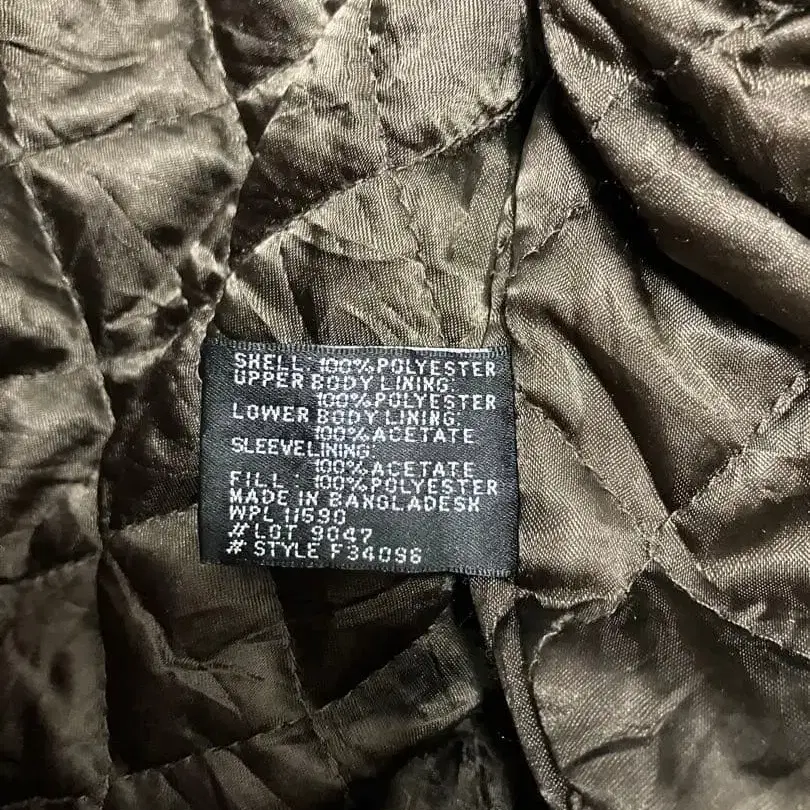 SHELL : 100% POLYESTER
UPPER BODY LINING:
100% POLYESTER
LOWER BODY LINING:
100% ACETATE
SLEEVELINING:
100% ACETATE
FILL : 100% POLYESTER
MADE IN BANGLADESH
WPL 11590
# LOT 9047
# STYLE F34096